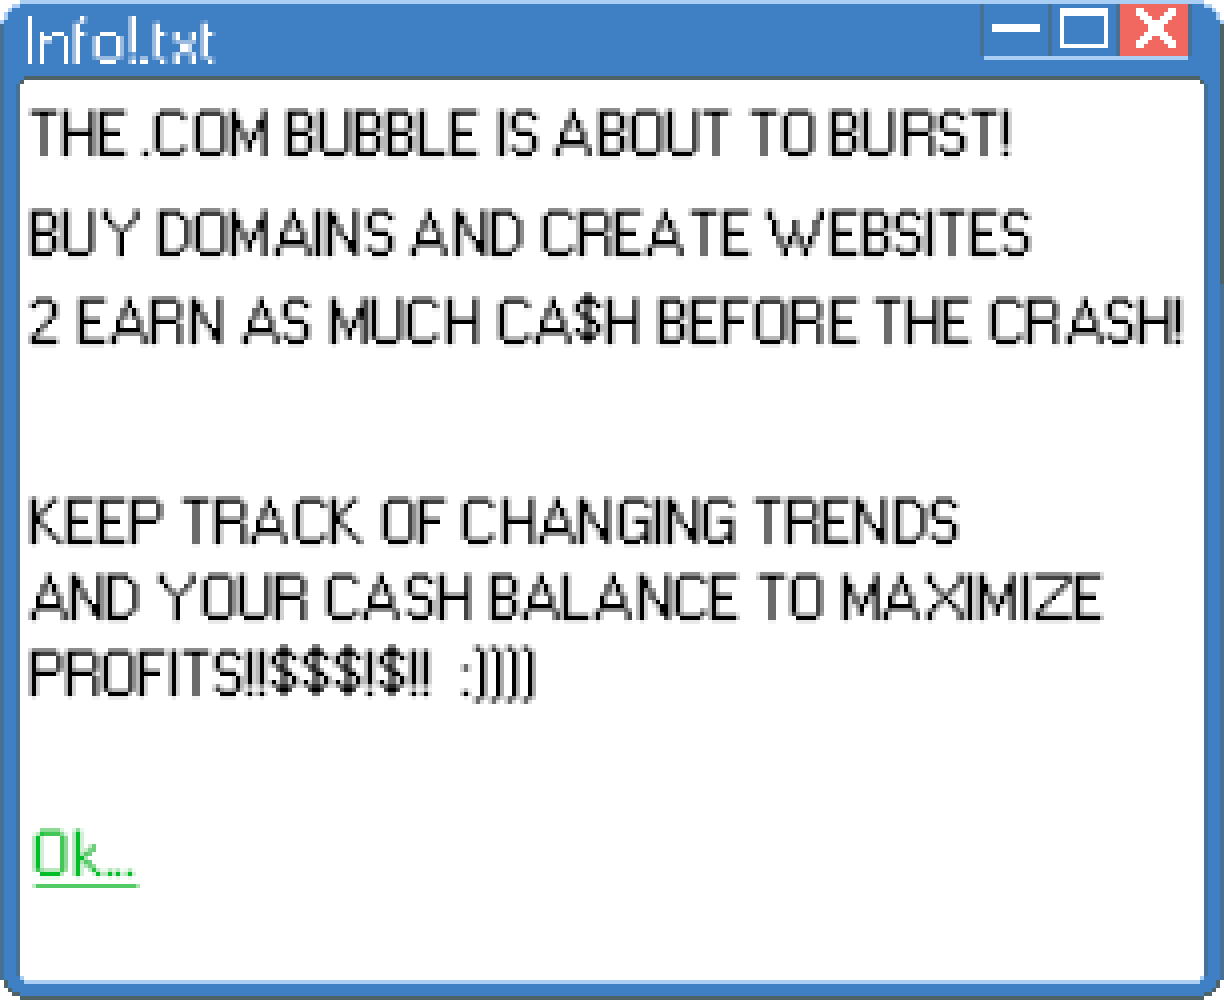 Info!.txt
THE .COM BUBBLE IS ABOUT TO BURST!
BUY DOMAINS AND CREATE WEBSITES
2 EARN AS MUCH CA$H BEFORE THE CRASH!
KEEP TRACK OF CHANGING TRENDS
AND YOUR CASH BALANCE TO MAXIMIZE
PROFITS!!$$$!$!! :))))
Ok...